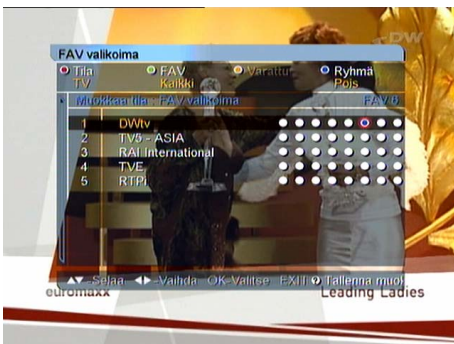 DW
FAV valikoima
Tila FAV Varattu Ryhmä
TV Kaikki Pois
Muokkaa tila : FAV valikoima FAV 6
1 DWtv
2 TV5 - ASIA
3 RAI International
4 TVE
5 RTPi
-Selaa -Vaihda OK-Valitse EXIT Tallenna muok
euromaxx Leading Ladies